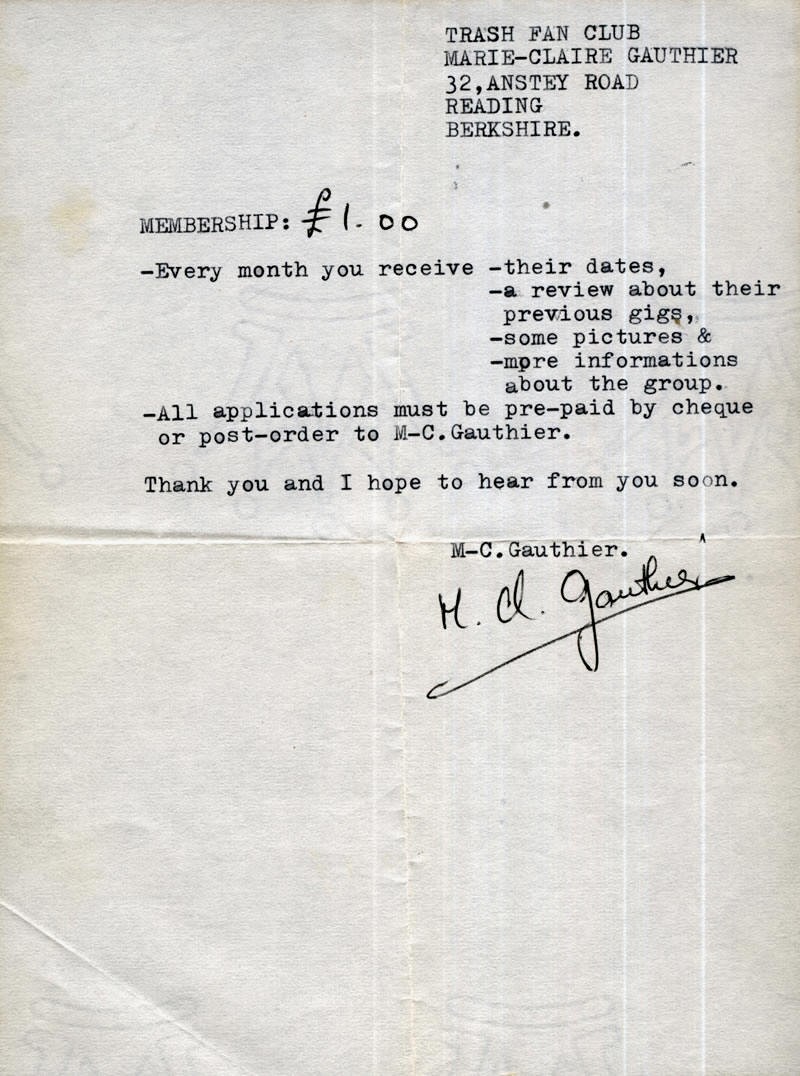 TRASH FAN CLUB
MARIE-CLAIRE GAUTHIER
32,ANSTEY ROAD
READING
BERKSHIRE.
MEMBERSHIP: £1.00
-Every month you receive -their dates,
-a review about their
previous gigs,
-some pictures &
-more informations
about the group.
-All applications must be pre-paid by cheque
or post-order to M-C.Gauthier.
Thank you and I hope to hear from you soon.
M-C.Gauthier.
M. Cl. Gauthier